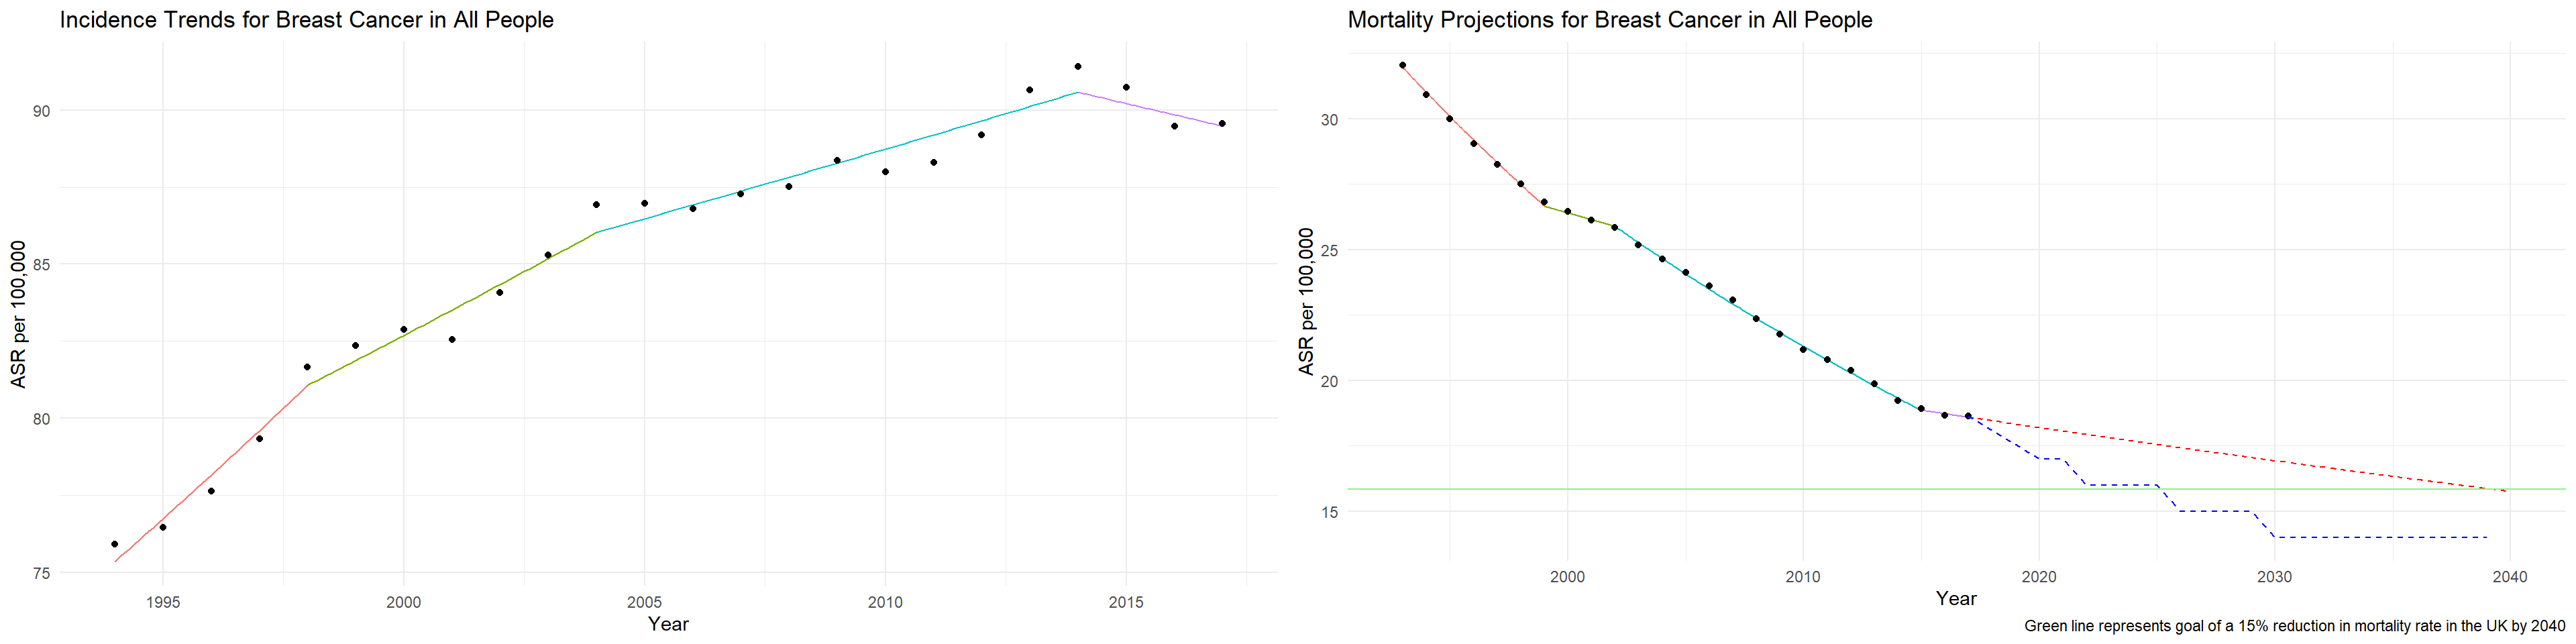 Incidence Trends for Breast Cancer in All People
ASR per 100,000
90
85
80
75
1995
2000
2005
2010
2015
Year
Mortality Projections for Breast Cancer in All People
ASR per 100,000
30
25
20
15
2000
2010
2020
2030
2040
Year
Green line represents goal of a 15% reduction in mortality rate in the UK by 2040